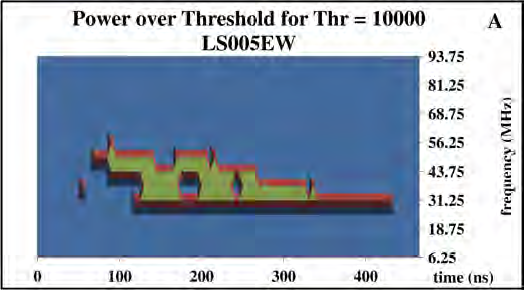 Power over Threshold for Thr = 10000
A
LS005EW
93.75
81.25
68.75
56.25
43.75
31.25
18.75
6.25
frequency (MHz)
0 100 200 300 400 time (ns)